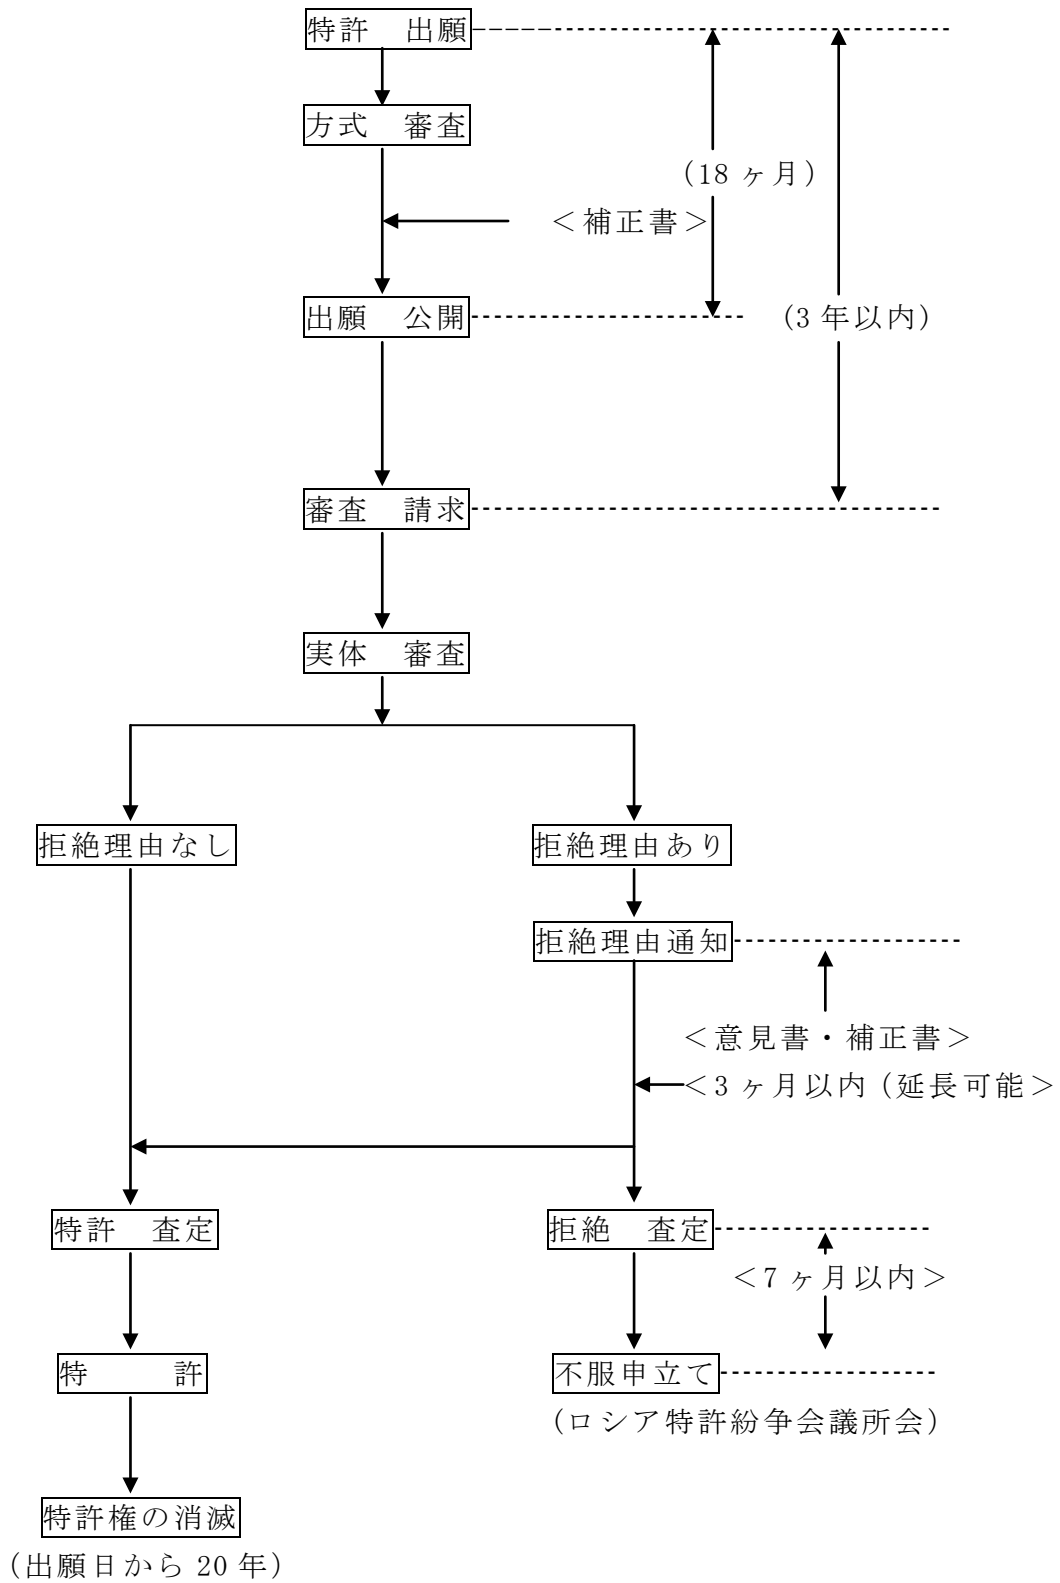 特許　出願
方式　審査
(18ヶ月)
＜補正書＞
出願　公開
(3年以内)
審査　請求
実体　審査
拒絶理由なし
拒絶理由あり
拒絶理由通知
＜意見書・補正書＞
＜3ヶ月以内(延長可能＞
特許　査定
拒絶　査定
＜7ヶ月以内＞
特　　許
不服申立て
(ロシア特許紛争会議所会)
特許権の消滅
(出願日から 20 年)